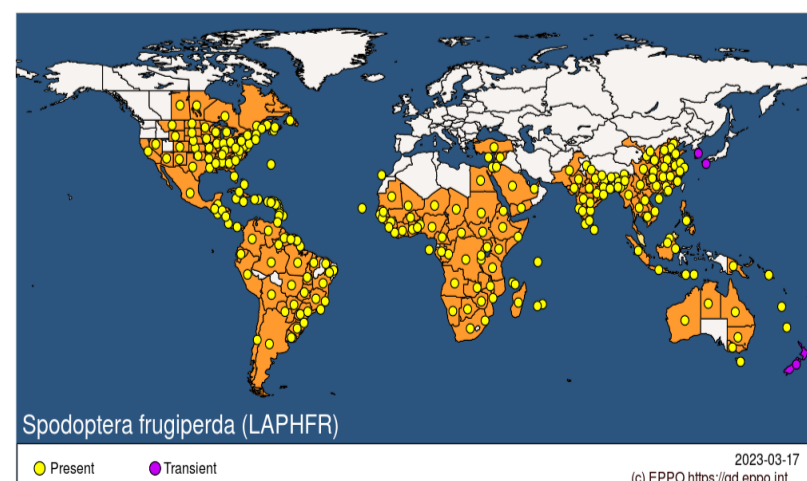 Spodoptera frugiperda (LAPHFR)
Present
Transient
2023-03-17
(c) EPPO https://gd.eppo.int